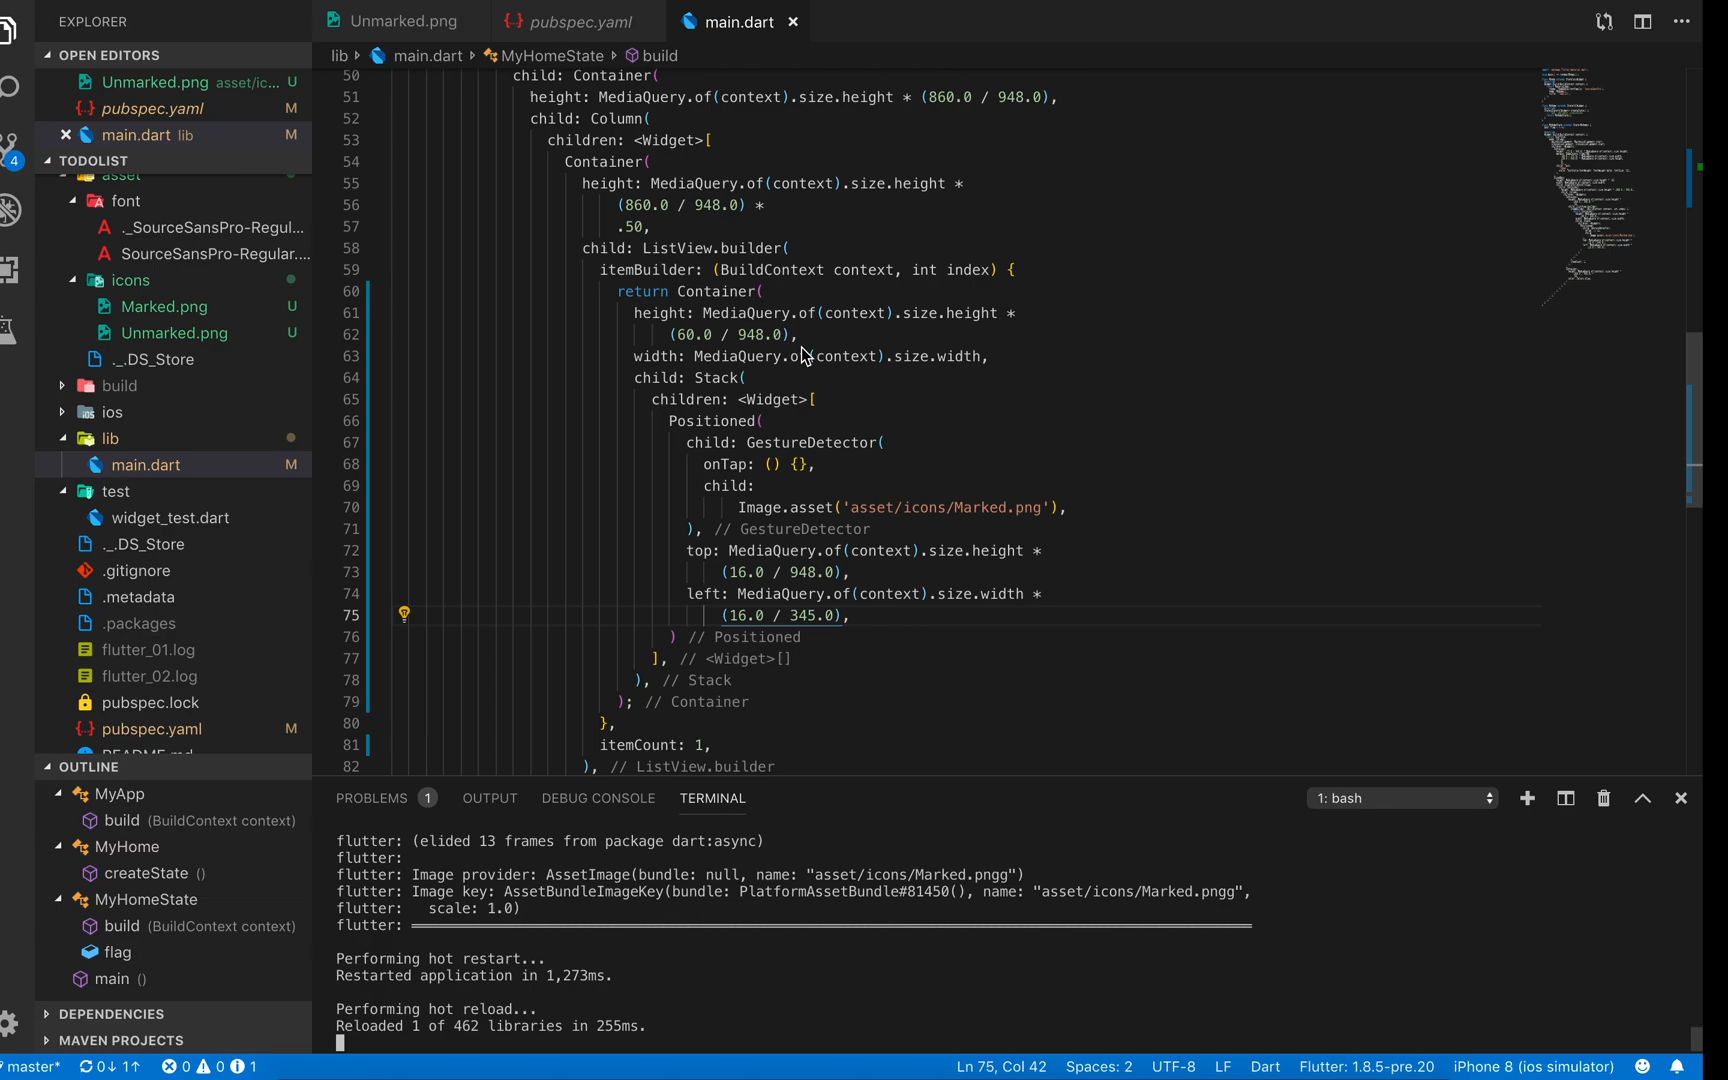 EXPLORER
OPEN EDITORS
Unmarked.png asset/ic... U
pubspec.yaml M
main.dart lib M
4
TODOLIST
asset
font
._SourceSansPro-Regul...
SourceSansPro-Regular....
icons
Marked.png U
Unmarked.png U
._.DS_Store
build
ios
lib
main.dart M
test
widget_test.dart
._.DS_Store
.gitignore
.metadata
.packages
flutter_01.log
flutter_02.log
pubspec.lock
pubspec.yaml M
README.md
OUTLINE
MyApp
build (BuildContext context)
MyHome
createState ()
MyHomeState
build (BuildContext context)
flag
main ()
DEPENDENCIES
MAVEN PROJECTS
Unmarked.png
pubspec.yaml
main.dart
lib main.dart MyHomeState build
50 child: Container(
51 height: MediaQuery.of(context).size.height * (860.0 / 948.0),
52 child: Column(
53 children: <Widget>[
54 Container(
55 height: MediaQuery.of(context).size.height *
56 (860.0 / 948.0) *
57 .50,
58 child: ListView.builder(
59 itemBuilder: (BuildContext context, int index) {
60 return Container(
61 height: MediaQuery.of(context).size.height *
62 (60.0 / 948.0),
63 width: MediaQuery.of(context).size.width,
64 child: Stack(
65 children: <Widget>[
66 Positioned(
67 child: GestureDetector(
68 onTap: () {},
69 child:
70 Image.asset('asset/icons/Marked.png'),
71 ), // GestureDetector
72 top: MediaQuery.of(context).size.height *
73 (16.0 / 948.0),
74 left: MediaQuery.of(context).size.width *
75 (16.0 / 345.0),
76 ) // Positioned
77 ], // <Widget>[]
78 ), // Stack
79 ); // Container
80 },
81 itemCount: 1,
82 ), // ListView.builder
PROBLEMS 1 OUTPUT DEBUG CONSOLE TERMINAL 1: bash
flutter: (elided 13 frames from package dart:async)
flutter:
flutter: Image provider: AssetImage(bundle: null, name: "asset/icons/Marked.pngg")
flutter: Image key: AssetBundleImageKey(bundle: PlatformAssetBundle#81450(), name: "asset/icons/Marked.pngg",
flutter: scale: 1.0)
flutter: ════════════════════════════════════════════════════════════════════════════════════════════════════
Performing hot restart...
Restarted application in 1,273ms.
Performing hot reload...
Reloaded 1 of 462 libraries in 255ms.
master* 0↓ 1↑ 0 0 1 Ln 75, Col 42 Spaces: 2 UTF-8 LF Dart Flutter: 1.8.5-pre.20 iPhone 8 (ios simulator)